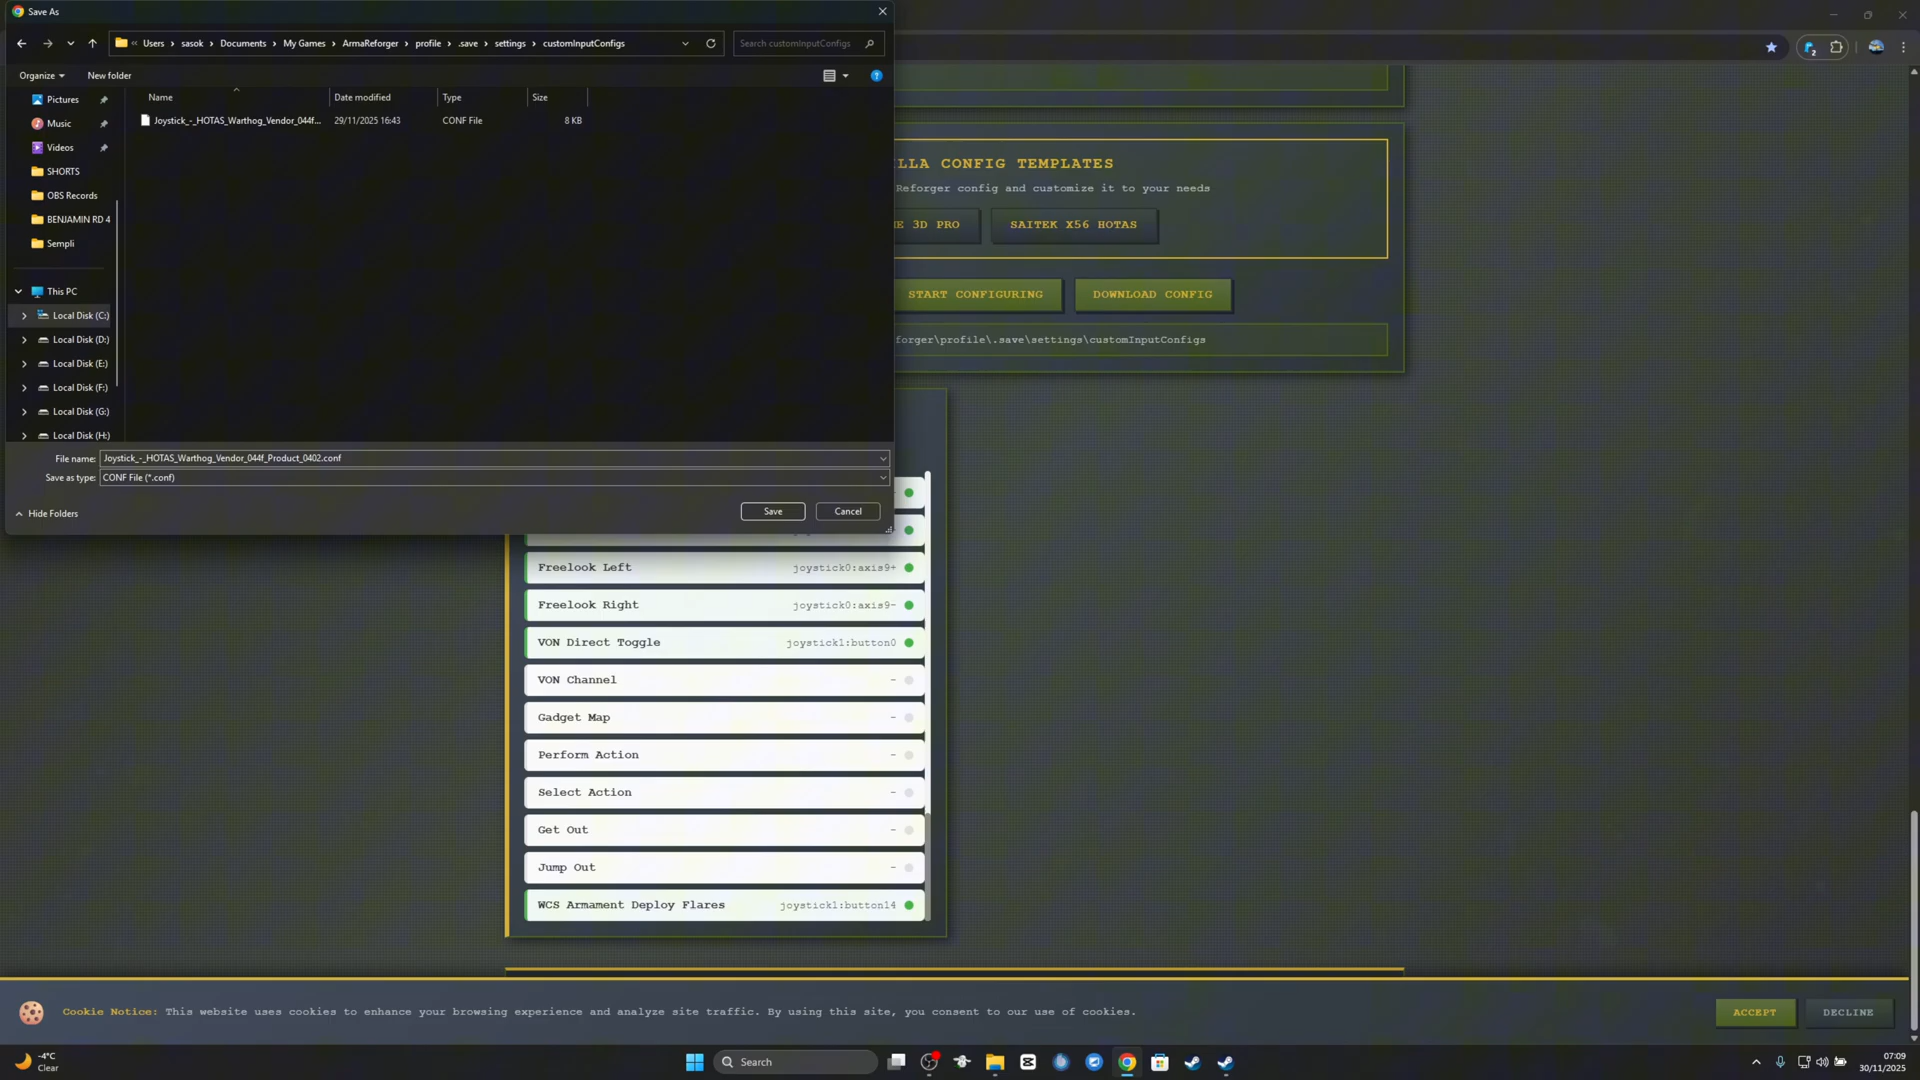 Save As
Users
sasok
Documents
My Games
ArmaReforger
profile
.save
settings
customInputConfigs
Search customInputConfigs
Organize
New folder
Name
Date modified
Type
Size
Joystick_-_HOTAS_Warthog_Vendor_044f...
29/11/2025 16:43
CONF File
8 KB
Pictures
Music
Videos
SHORTS
OBS Records
BENJAMIN RD 4
Sempli
This PC
Local Disk (C:)
Local Disk (D:)
Local Disk (E:)
Local Disk (F:)
Local Disk (G:)
Local Disk (H:)
File name:
Joystick_-_HOTAS_Warthog_Vendor_044f_Product_0402.conf
Save as type:
CONF File (*.conf)
Hide Folders
Save
Cancel
LLA CONFIG TEMPLATES
Reforger config and customize it to your needs
E 3D PRO
SAITEK X56 HOTAS
START CONFIGURING
DOWNLOAD CONFIG
forger\profile\.save\settings\customInputConfigs
Freelook Left joystick0:axis9+
Freelook Right joystick0:axis9-
VON Direct Toggle joystick1:button0
VON Channel -
Gadget Map -
Perform Action -
Select Action -
Get Out -
Jump Out -
WCS Armament Deploy Flares joystick1:button14
Cookie Notice: This website uses cookies to enhance your browsing experience and analyze site traffic. By using this site, you consent to our use of cookies.
ACCEPT
DECLINE
-4°C
Clear
Search
07:09
30/11/2025